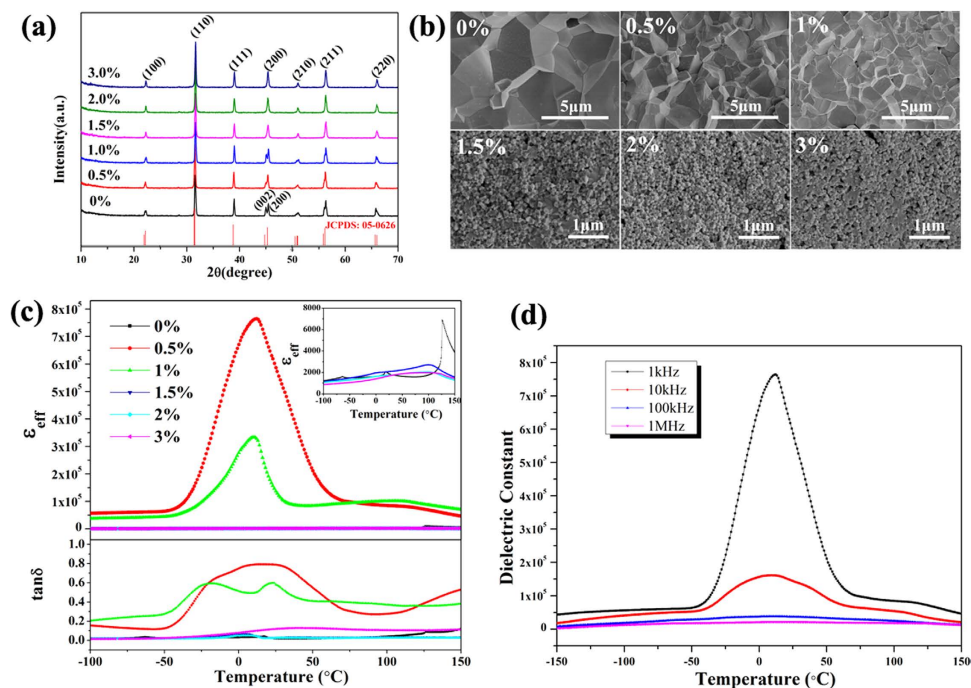 (a)
Intensity(a.u.)
(100)
(110)
(111)
(200)
(210)
(211)
(220)
3.0%
2.0%
1.5%
1.0%
0.5%
0%
(002)
(200)
JCPDS: 05-0626
10 20 30 40 50 60 70
2θ(degree)
(b)
0%
5μm
0.5%
5μm
1%
5μm
1.5%
1μm
2%
1μm
3%
1μm
(c)
ε_eff
8x10⁵
7x10⁵
6x10⁵
5x10⁵
4x10⁵
3x10⁵
2x10⁵
1x10⁵
0
0%
0.5%
1%
1.5%
2%
3%
ε_eff
8000
6000
4000
2000
0
-100 -50 0 50 100 150
Temperature (°C)
tanδ
1.0
0.8
0.6
0.4
0.2
0.0
-100 -50 0 50 100 150
Temperature (°C)
(d)
Dielectric Constant
8x10⁵
7x10⁵
6x10⁵
5x10⁵
4x10⁵
3x10⁵
2x10⁵
1x10⁵
0
1kHz
10kHz
100kHz
1MHz
-150 -100 -50 0 50 100 150
Temperature (°C)